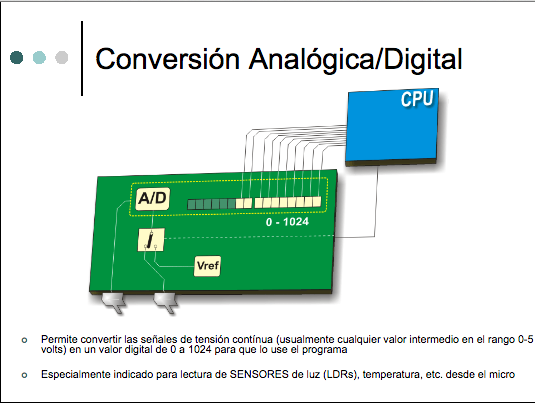 Conversión Analógica/Digital
CPU
A/D
0 - 1024
Vref
Permite convertir las señales de tensión contínua (usualmente cualquier valor intermedio en el rango 0-5
volts) en un valor digital de 0 a 1024 para que lo use el programa
Especialmente indicado para lectura de SENSORES de luz (LDRs), temperatura, etc. desde el micro